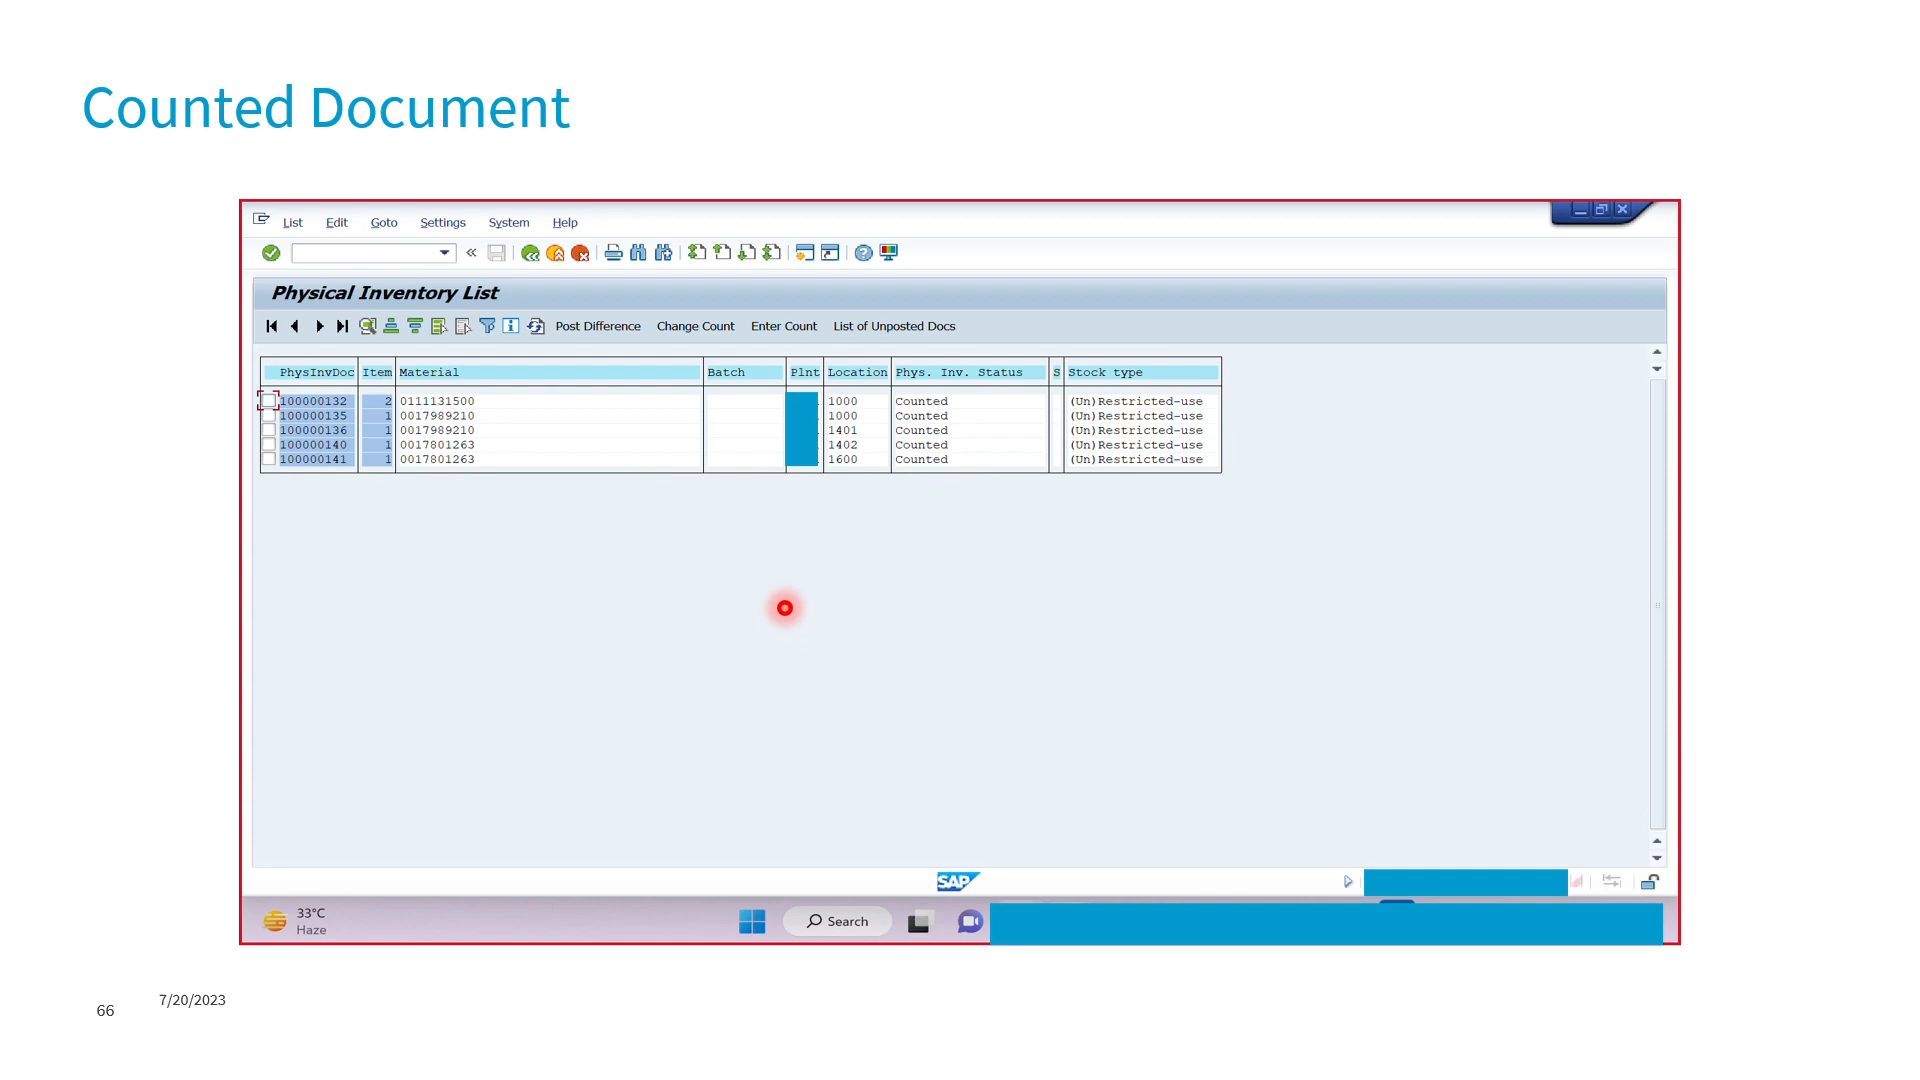 Counted Document
List Edit Goto Settings System Help
Physical Inventory List
Post Difference Change Count Enter Count List of Unposted Docs
PhysInvDoc Item Material Batch Plnt Location Phys. Inv. Status S Stock type
100000132 2 0111131500 1000 Counted (Un)Restricted-use
100000135 1 0017989210 1000 Counted (Un)Restricted-use
100000136 1 0017989210 1401 Counted (Un)Restricted-use
100000140 1 0017801263 1402 Counted (Un)Restricted-use
100000141 1 0017801263 1600 Counted (Un)Restricted-use
SAP
33°C
Haze
Search
7/20/2023
66